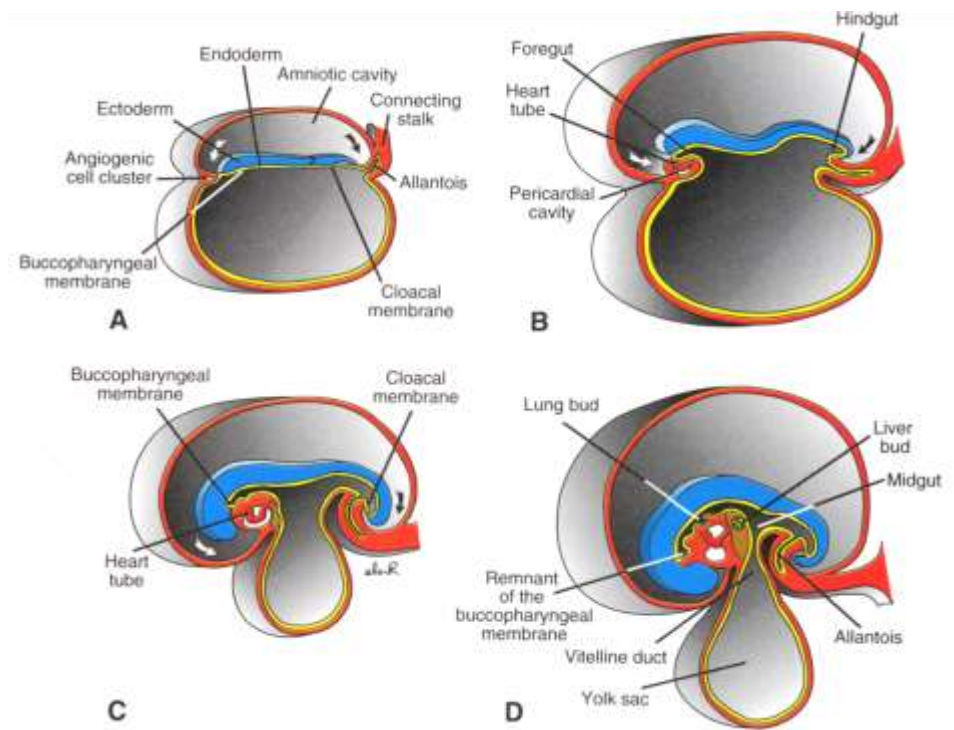 Endoderm
Amniotic cavity
Connecting
stalk
Ectoderm
Angiogenic
cell cluster
Allantois
Buccopharyngeal
membrane
Cloacal
membrane
A
Hindgut
Foregut
Heart
tube
Pericardial
cavity
B
Buccopharyngeal
membrane
Cloacal
membrane
Heart
tube
C
Lung bud
Liver
bud
Midgut
Remnant
of the
buccopharyngeal
membrane
Allantois
Vitelline duct
Yolk sac
D